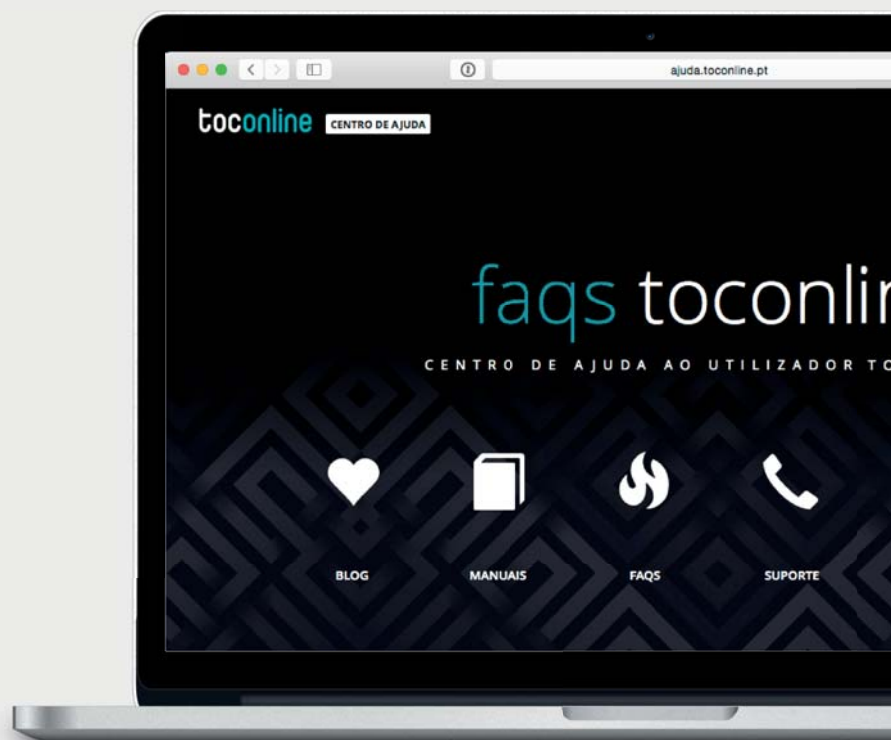 ajuda.toconline.pt
toconline CENTRO DE AJUDA
faqs toconlin
CENTRO DE AJUDA AO UTILIZADOR TO
BLOG MANUAIS FAQS SUPORTE